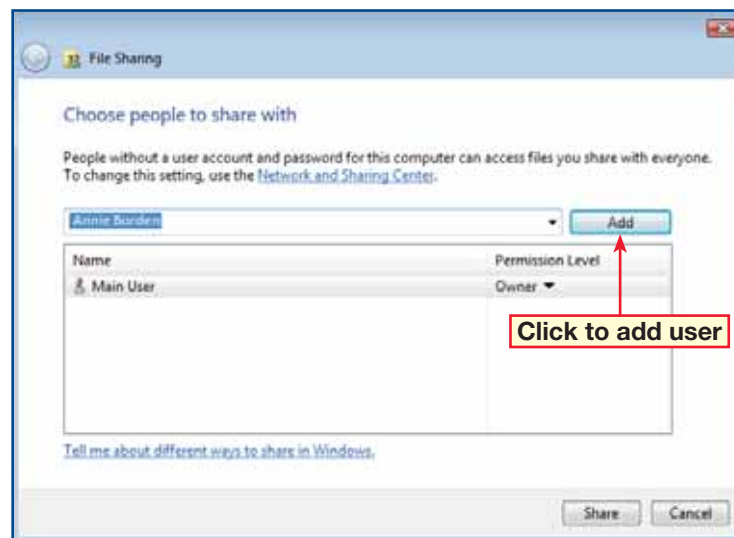 File Sharing
Choose people to share with
People without a user account and password for this computer can access files you share with everyone.
To change this setting, use the Network and Sharing Center.
Annie Borden
Add
Name
Permission Level
Main User
Owner
Click to add user
Tell me about different ways to share in Windows.
Share
Cancel